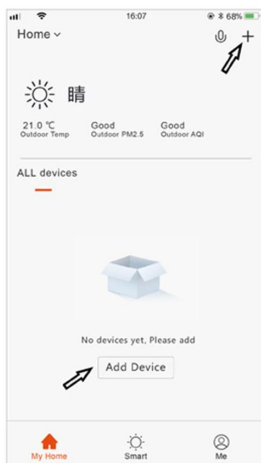 16:07
68%
Home
晴
21.0 ℃ Good Good
Outdoor Temp Outdoor PM2.5 Outdoor AQI
ALL devices
No devices yet, Please add
Add Device
My Home Smart Me